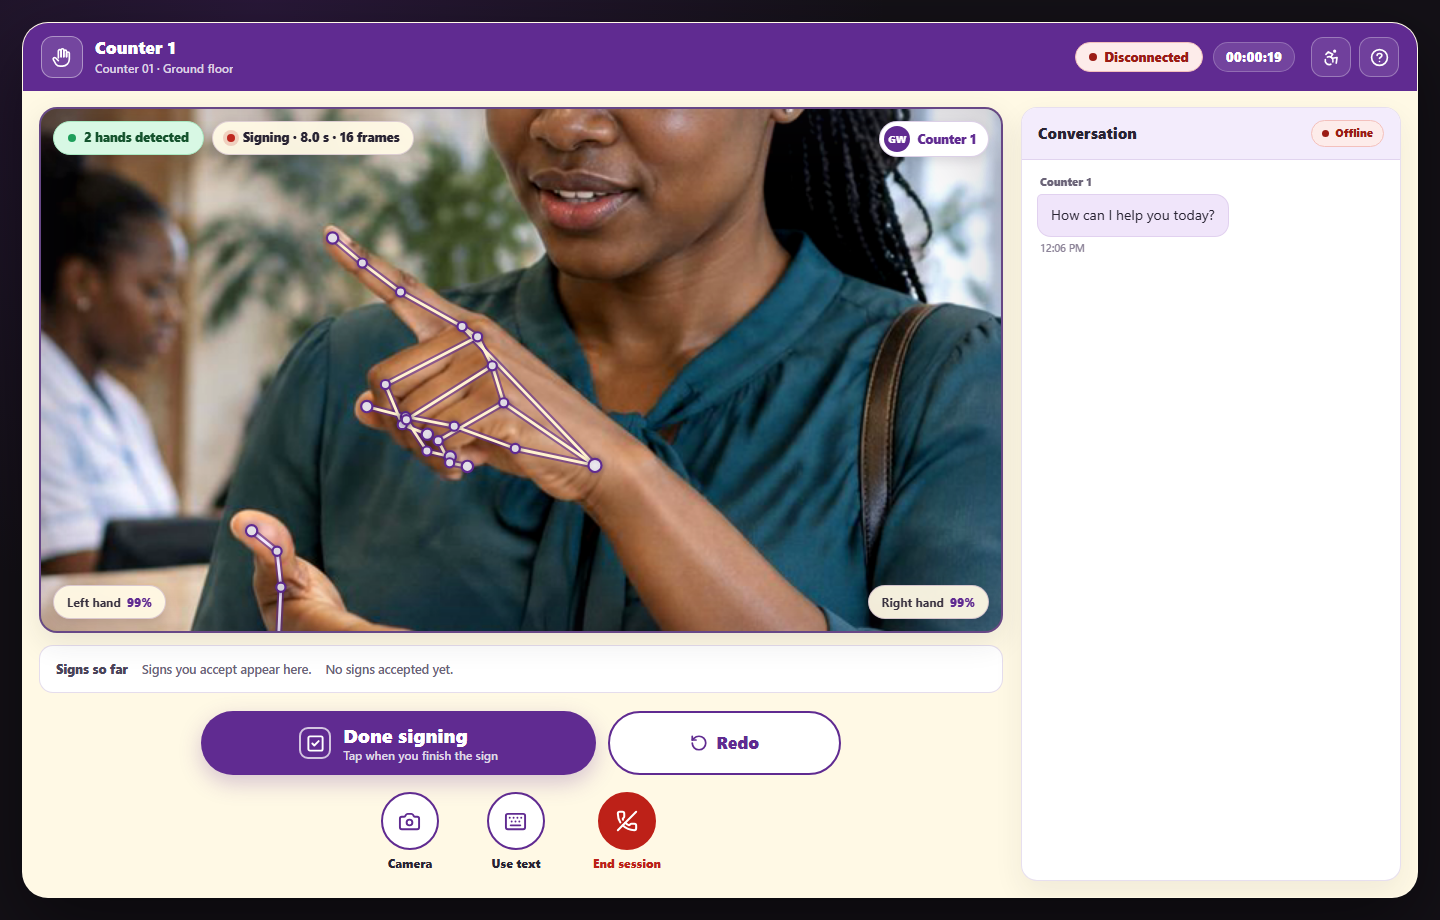 Counter 1
Counter 01 · Ground floor
Disconnected
00:00:19
2 hands detected
Signing · 8.0 s · 16 frames
GW
Counter 1
Left hand 99%
Right hand 99%
Signs so far Signs you accept appear here. No signs accepted yet.
Done signing
Tap when you finish the sign
Redo
Camera
Use text
End session
Conversation
Offline
Counter 1
How can I help you today?
12:06 PM